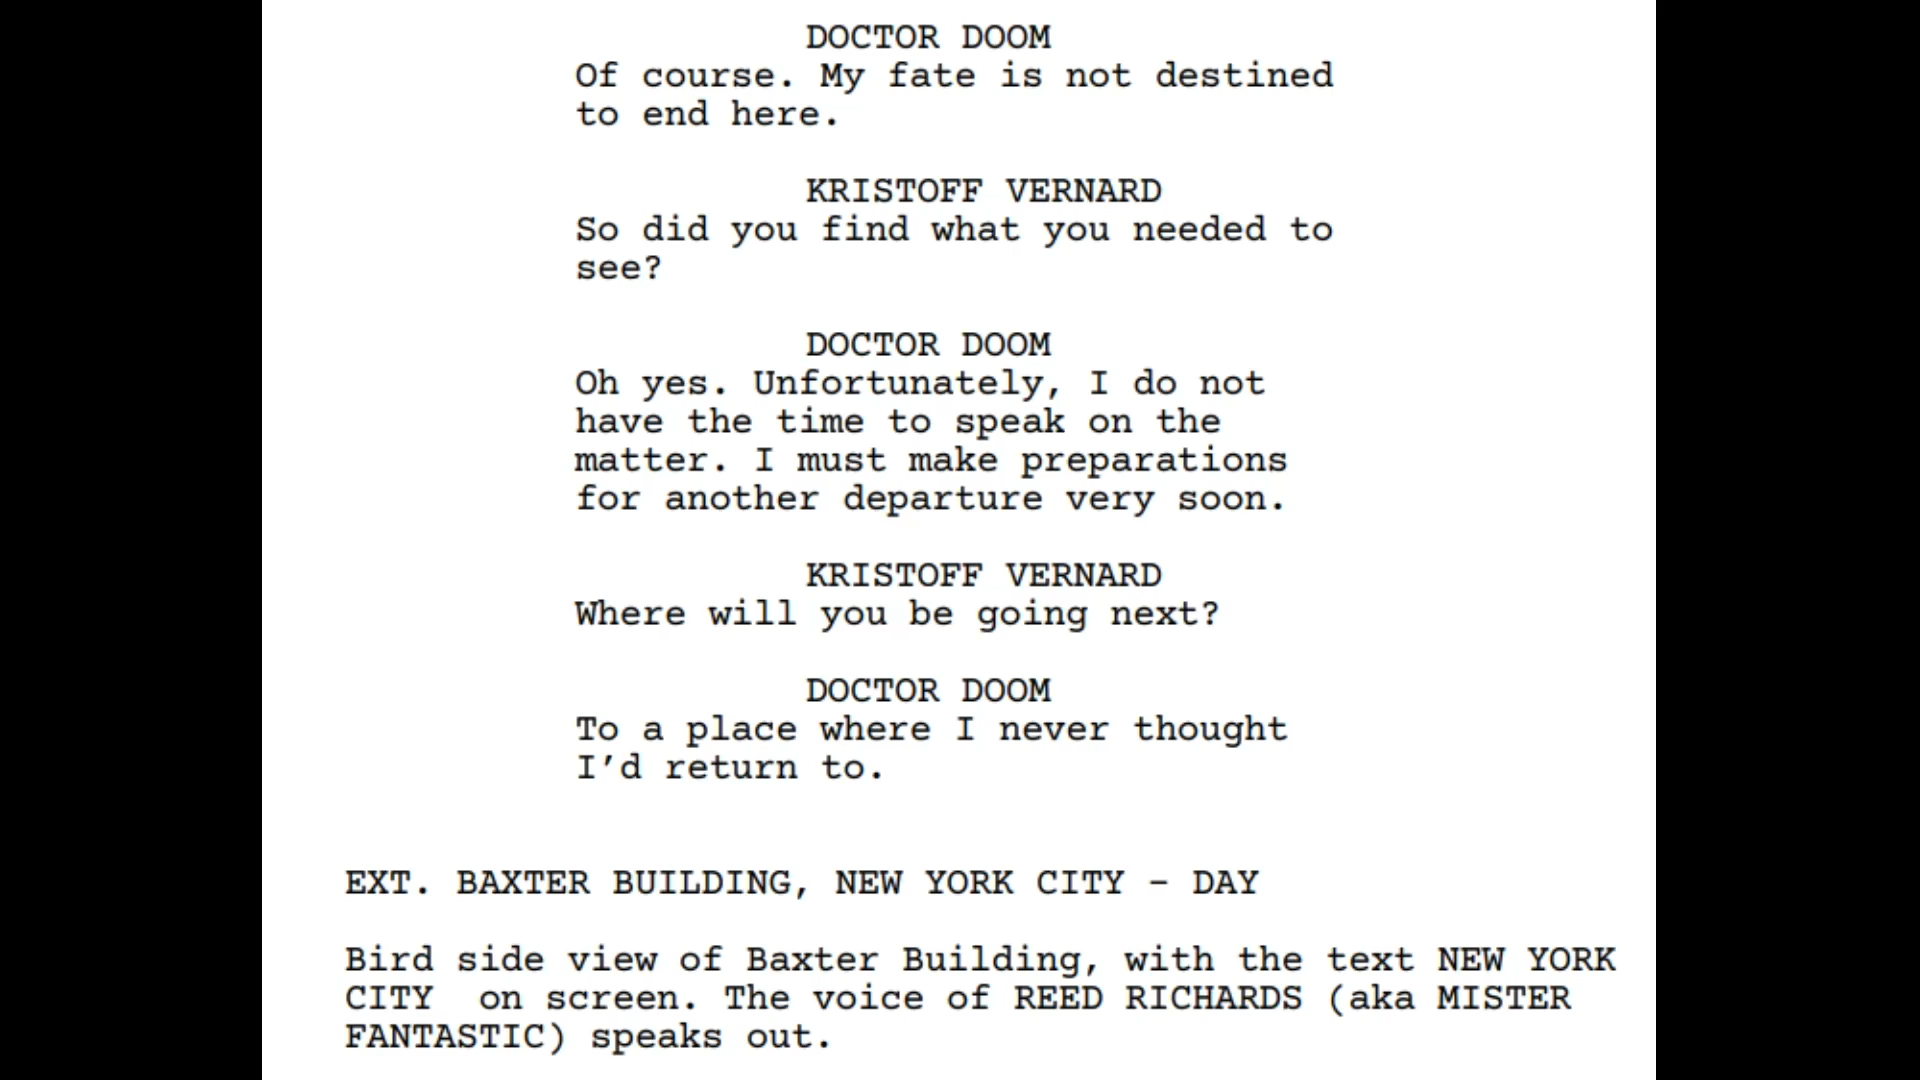 DOCTOR DOOM
Of course. My fate is not destined
to end here.
KRISTOFF VERNARD
So did you find what you needed to
see?
DOCTOR DOOM
Oh yes. Unfortunately, I do not
have the time to speak on the
matter. I must make preparations
for another departure very soon.
KRISTOFF VERNARD
Where will you be going next?
DOCTOR DOOM
To a place where I never thought
I’d return to.
EXT. BAXTER BUILDING, NEW YORK CITY – DAY
Bird side view of Baxter Building, with the text NEW YORK
CITY  on screen. The voice of REED RICHARDS (aka MISTER
FANTASTIC) speaks out.